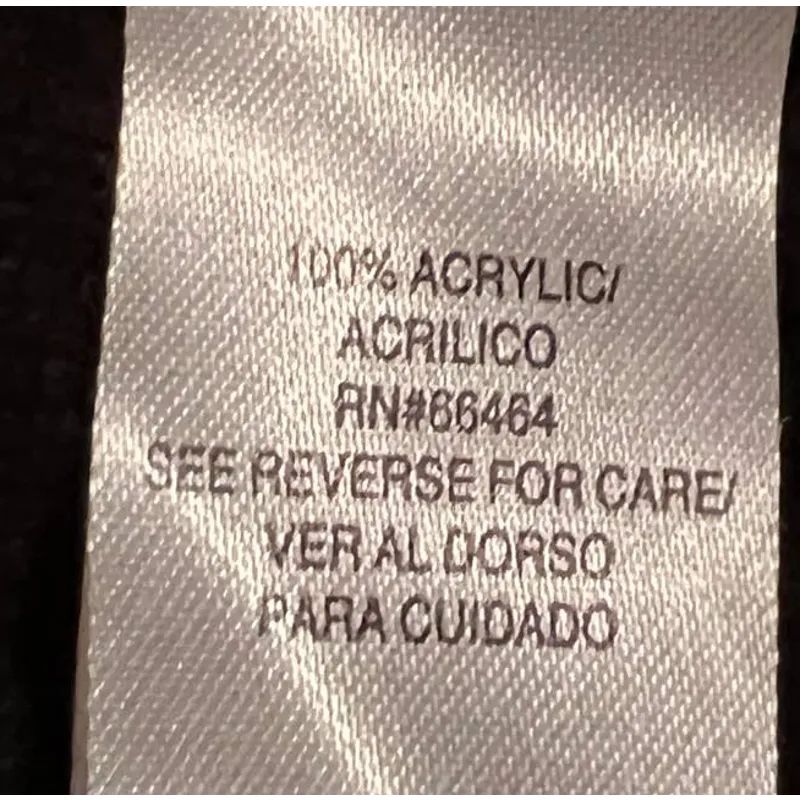 100% ACRYLIC/
ACRILICO
RN#66464
SEE REVERSE FOR CARE/
VER AL DORSO
PARA CUIDADO